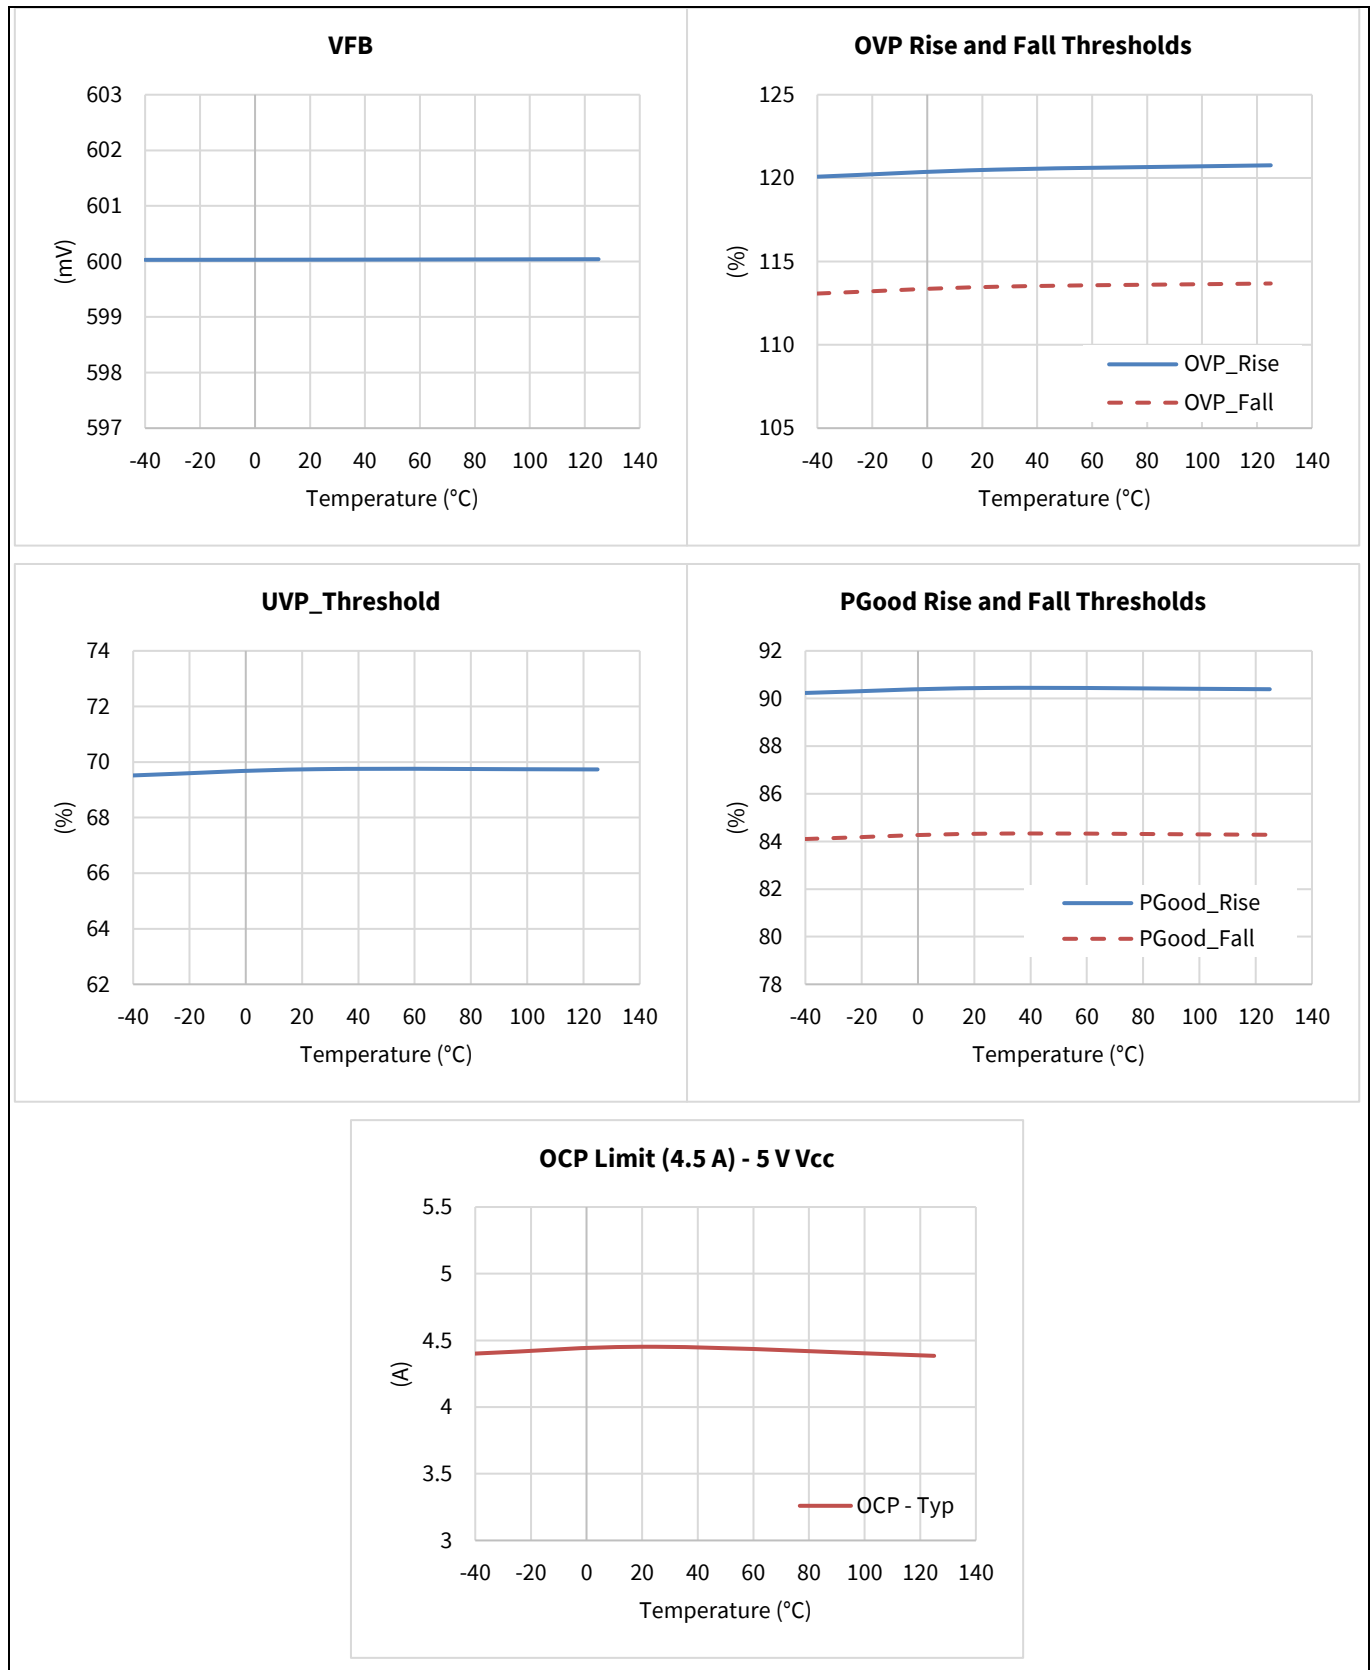 VFB
603
602
601
600
599
598
597
(mV)
-40 -20 0 20 40 60 80 100 120 140
Temperature (°C)
OVP Rise and Fall Thresholds
125
120
115
110
105
(%)
OVP_Rise
OVP_Fall
-40 -20 0 20 40 60 80 100 120 140
Temperature (°C)
UVP_Threshold
74
72
70
68
66
64
62
(%)
-40 -20 0 20 40 60 80 100 120 140
Temperature (°C)
PGood Rise and Fall Thresholds
92
90
88
86
84
82
80
78
(%)
PGood_Rise
PGood_Fall
-40 -20 0 20 40 60 80 100 120 140
Temperature (°C)
OCP Limit (4.5 A) - 5 V Vcc
5.5
5
4.5
4
3.5
3
(A)
OCP - Typ
-40 -20 0 20 40 60 80 100 120 140
Temperature (°C)